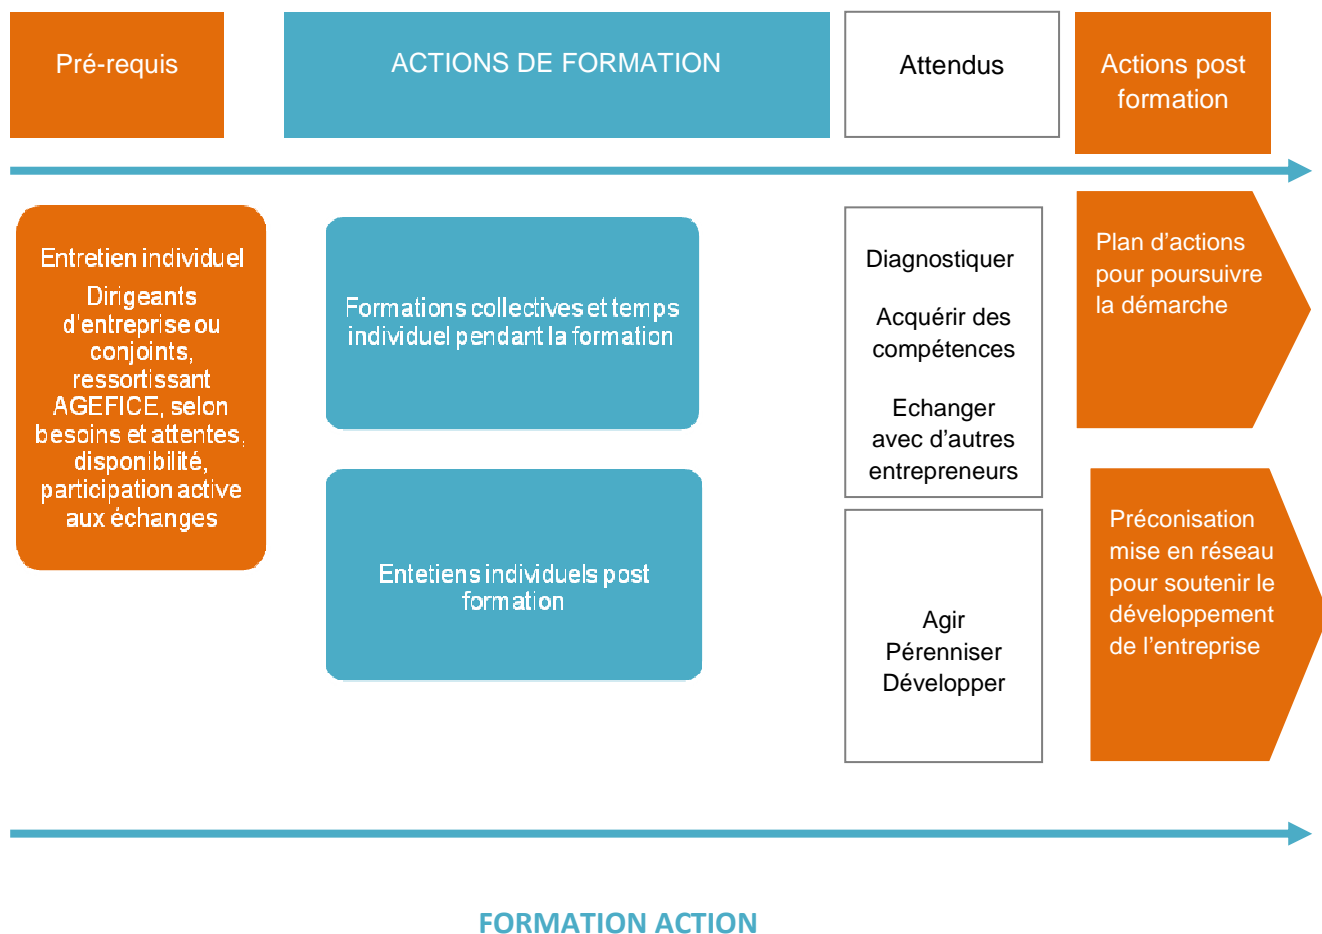 Pré-requis
ACTIONS DE FORMATION
Attendus
Actions post
formation
Entretien individuel
Dirigeants
d'entreprise ou
conjoints,
ressortissant
AGEFICE, selon
besoins et attentes,
disponibilité,
participation active
aux échanges
Formations collectives et temps
individuel pendant la formation
Entetiens individuels post
formation
Diagnostiquer
Acquérir des
compétences
Echanger
avec d'autres
entrepreneurs
Agir
Pérenniser
Développer
Plan d'actions
pour poursuivre
la démarche
Préconisation
mise en réseau
pour soutenir le
développement
de l'entreprise
FORMATION ACTION